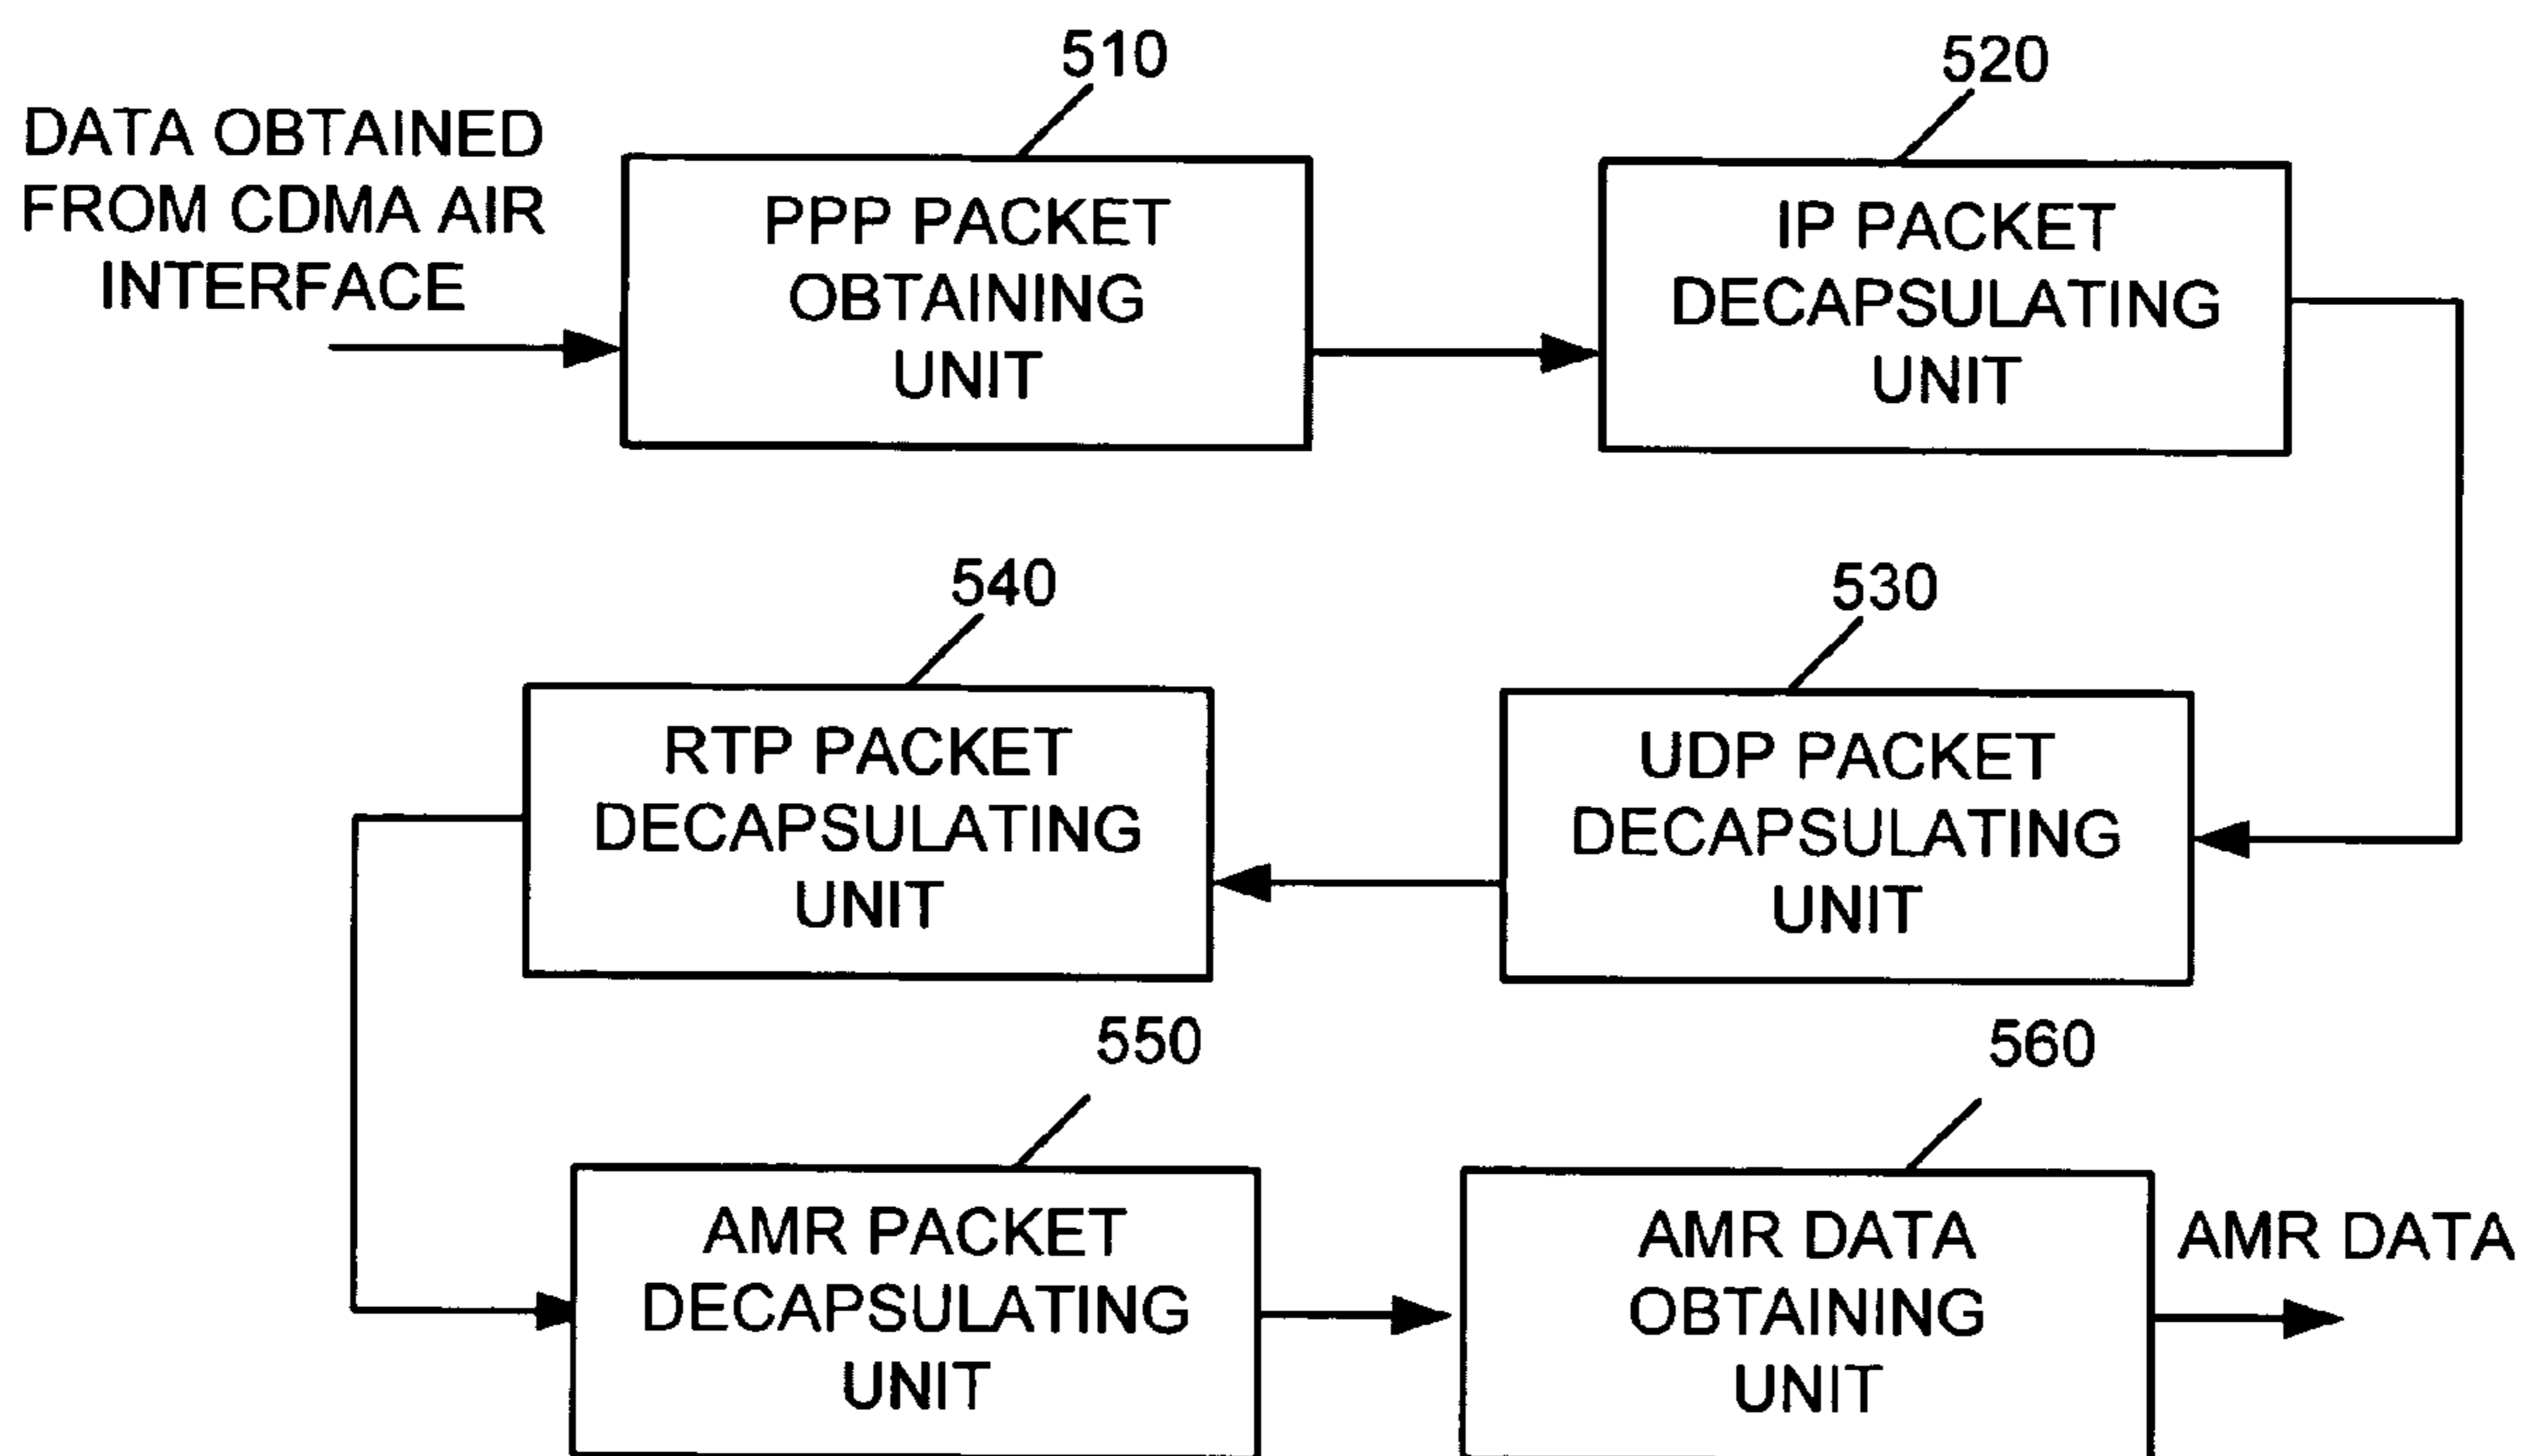 510
520
DATA OBTAINED
FROM CDMA AIR
INTERFACE
PPP PACKET
OBTAINING
UNIT
IP PACKET
DECAPSULATING
UNIT
540
530
RTP PACKET
DECAPSULATING
UNIT
UDP PACKET
DECAPSULATING
UNIT
550
560
AMR PACKET
DECAPSULATING
UNIT
AMR DATA
OBTAINING
UNIT
AMR DATA